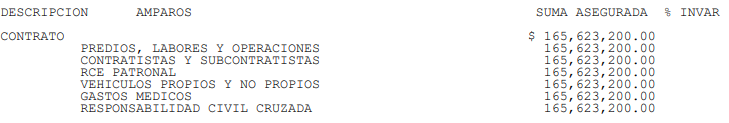 DESCRIPCION AMPAROS SUMA ASEGURADA % INVAR
CONTRATO $ 165,623,200.00
PREDIOS, LABORES Y OPERACIONES 165,623,200.00
CONTRATISTAS Y SUBCONTRATISTAS 165,623,200.00
RCE PATRONAL 165,623,200.00
VEHICULOS PROPIOS Y NO PROPIOS 165,623,200.00
GASTOS MEDICOS 165,623,200.00
RESPONSABILIDAD CIVIL CRUZADA 165,623,200.00